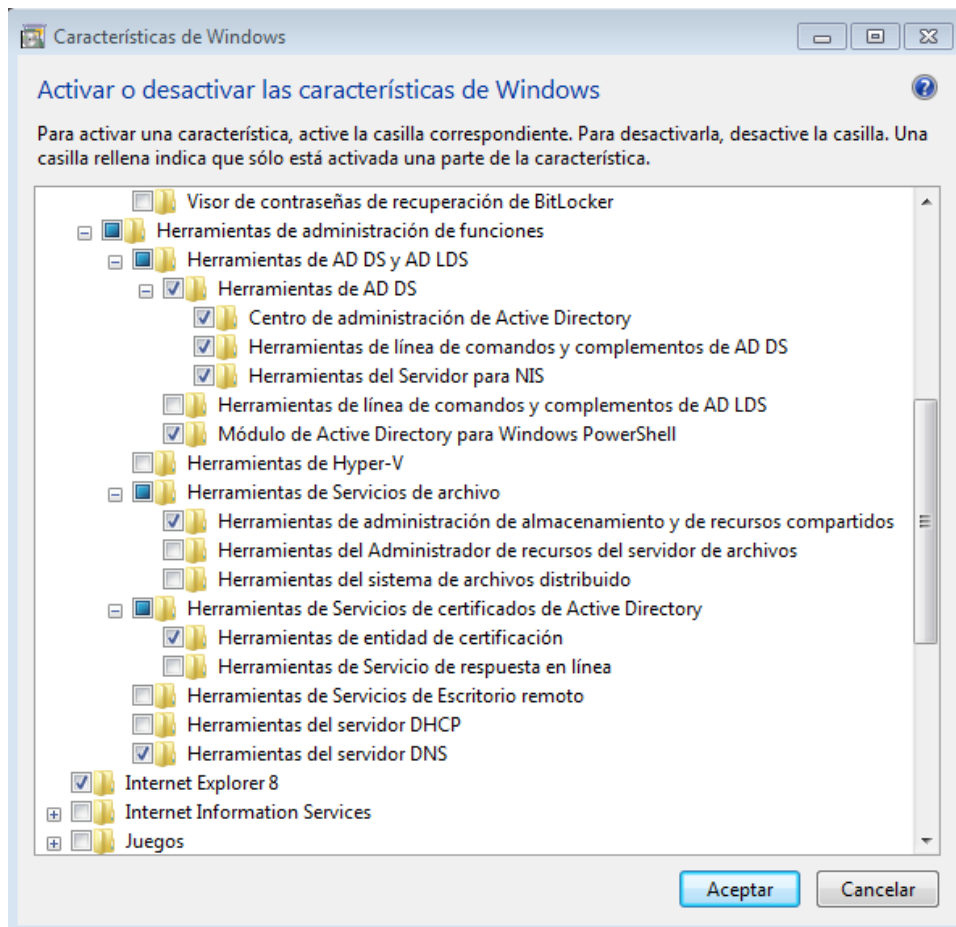 Características de Windows
Activar o desactivar las características de Windows
Para activar una característica, active la casilla correspondiente. Para desactivarla, desactive la casilla. Una
casilla rellena indica que sólo está activada una parte de la característica.
Visor de contraseñas de recuperación de BitLocker
Herramientas de administración de funciones
Herramientas de AD DS y AD LDS
Herramientas de AD DS
Centro de administración de Active Directory
Herramientas de línea de comandos y complementos de AD DS
Herramientas del Servidor para NIS
Herramientas de línea de comandos y complementos de AD LDS
Módulo de Active Directory para Windows PowerShell
Herramientas de Hyper-V
Herramientas de Servicios de archivo
Herramientas de administración de almacenamiento y de recursos compartidos
Herramientas del Administrador de recursos del servidor de archivos
Herramientas del sistema de archivos distribuido
Herramientas de Servicios de certificados de Active Directory
Herramientas de entidad de certificación
Herramientas de Servicio de respuesta en línea
Herramientas de Servicios de Escritorio remoto
Herramientas del servidor DHCP
Herramientas del servidor DNS
Internet Explorer 8
Internet Information Services
Juegos
Aceptar
Cancelar